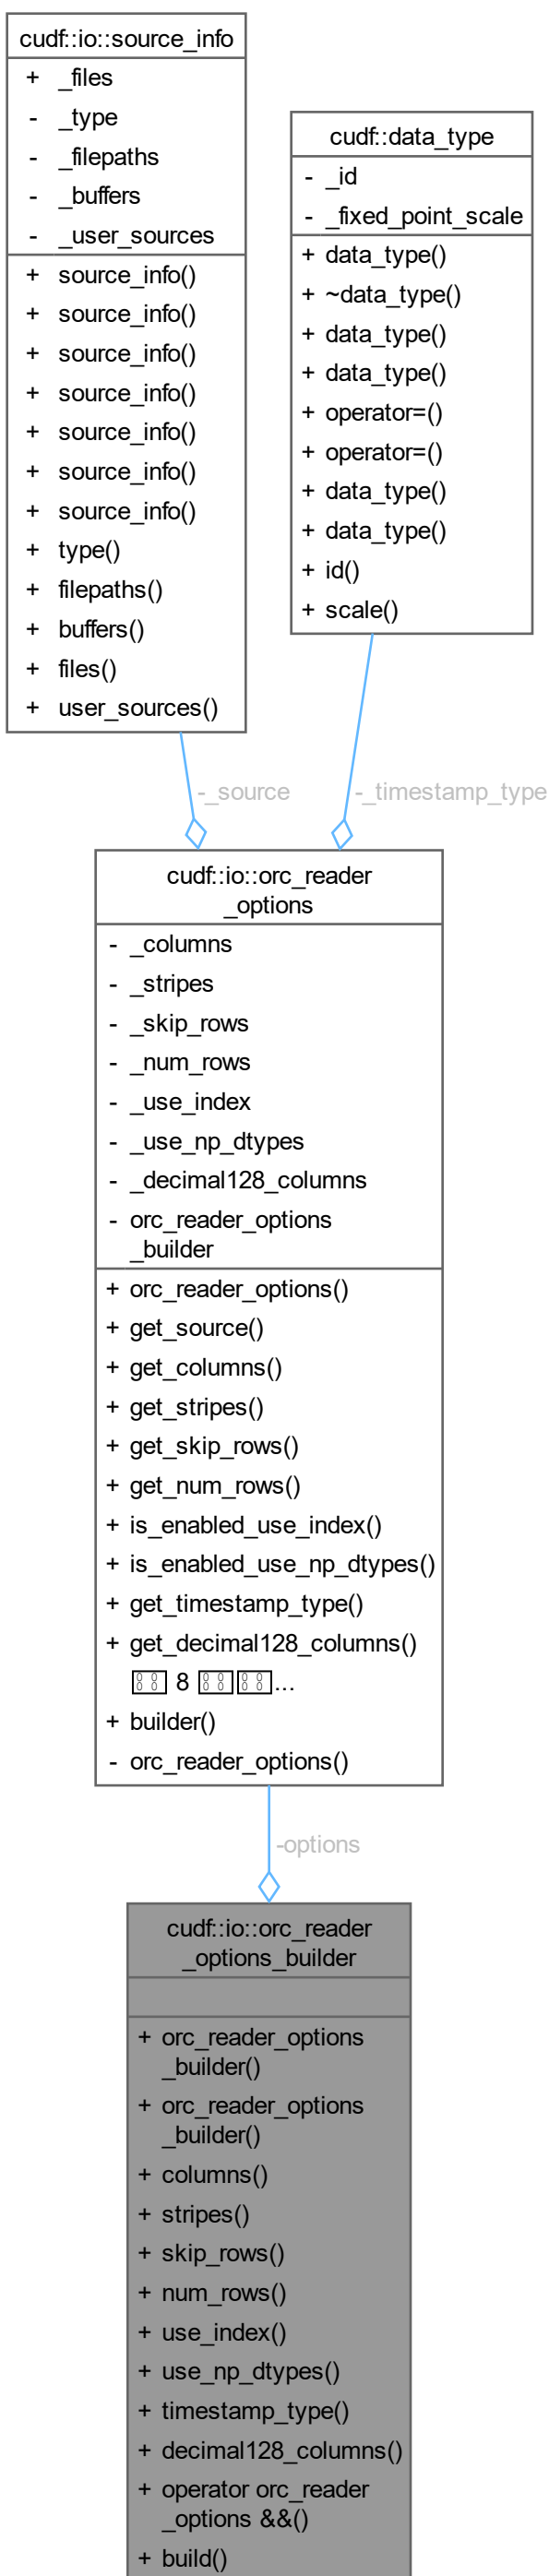 cudf::io::source_info
+ _files
- _type
- _filepaths
- _buffers
- _user_sources
+ source_info()
+ source_info()
+ source_info()
+ source_info()
+ source_info()
+ source_info()
+ source_info()
+ type()
+ filepaths()
+ buffers()
+ files()
+ user_sources()
cudf::data_type
- _id
- _fixed_point_scale
+ data_type()
+ ~data_type()
+ data_type()
+ data_type()
+ operator=()
+ operator=()
+ data_type()
+ data_type()
+ id()
+ scale()
-_source
-_timestamp_type
cudf::io::orc_reader
_options
- _columns
- _stripes
- _skip_rows
- _num_rows
- _use_index
- _use_np_dtypes
- _decimal128_columns
- orc_reader_options
_builder
+ orc_reader_options()
+ get_source()
+ get_columns()
+ get_stripes()
+ get_skip_rows()
+ get_num_rows()
+ is_enabled_use_index()
+ is_enabled_use_np_dtypes()
+ get_timestamp_type()
+ get_decimal128_columns()
8 ...
+ builder()
- orc_reader_options()
-options
cudf::io::orc_reader
_options_builder
+ orc_reader_options
_builder()
+ orc_reader_options
_builder()
+ columns()
+ stripes()
+ skip_rows()
+ num_rows()
+ use_index()
+ use_np_dtypes()
+ timestamp_type()
+ decimal128_columns()
+ operator orc_reader
_options &&()
+ build()